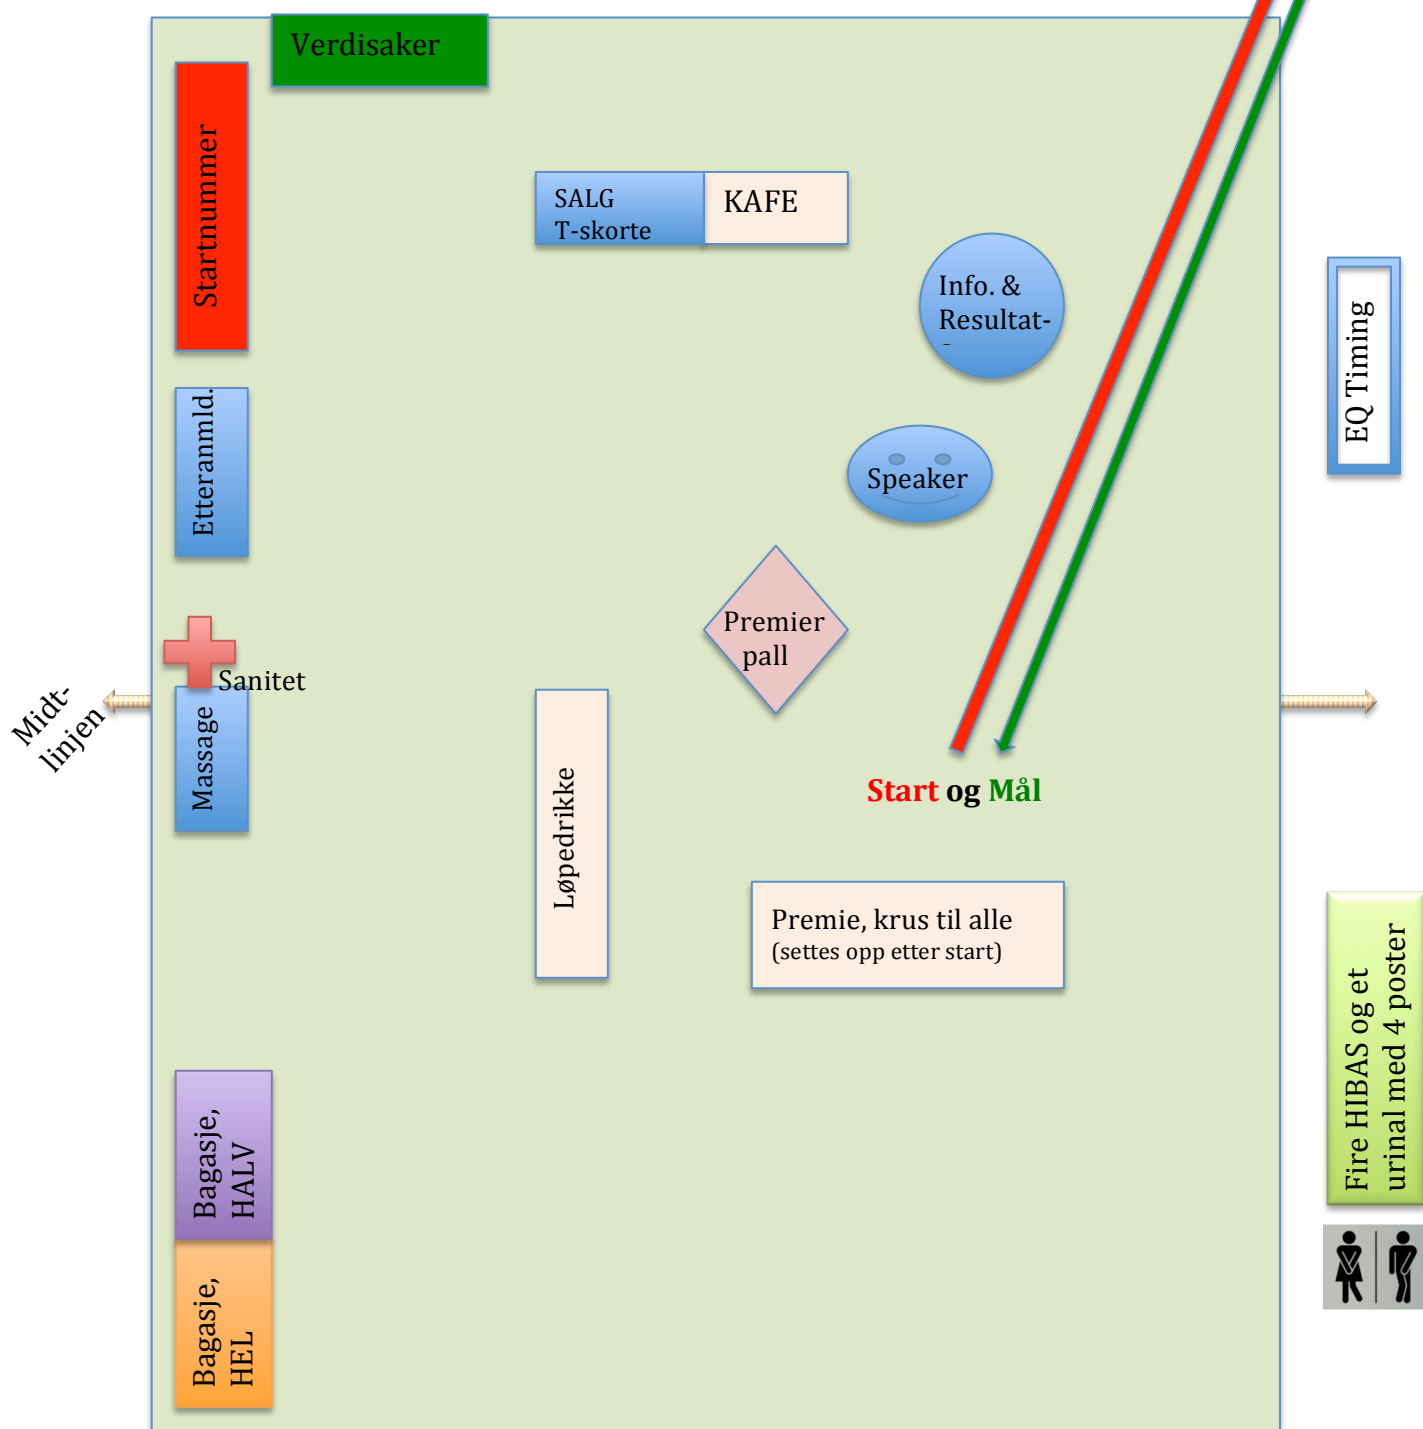 Verdisaker
Startnummer
SALG
T-skorte
KAFE
Info. &
Resultat-
EQ Timing
Etteranmld.
Speaker
Premier
pall
Sanitet
Midt-
linjen
Massage
Løpedrikke
Start og Mål
Premie, krus til alle
(settes opp etter start)
Fire HIBAS og et
urinal med 4 poster
Bagasje,
HALV
Bagasje,
HEL